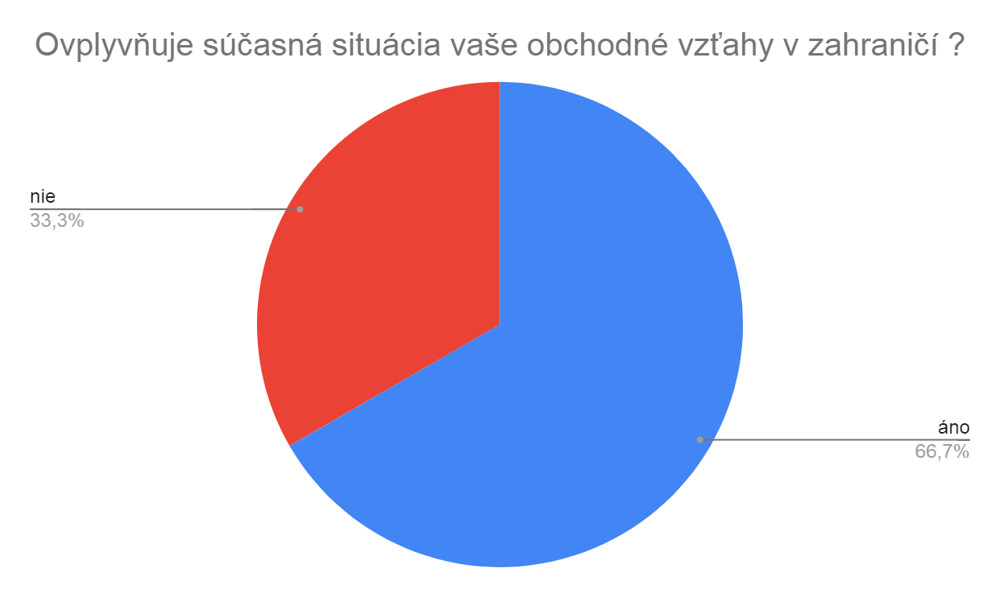 Ovplyvňuje súčasná situácia vaše obchodné vzťahy v zahraničí ?
nie
33,3%
áno
66,7%